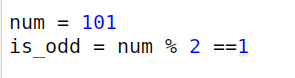 num = 101
is_odd = num % 2 ==1